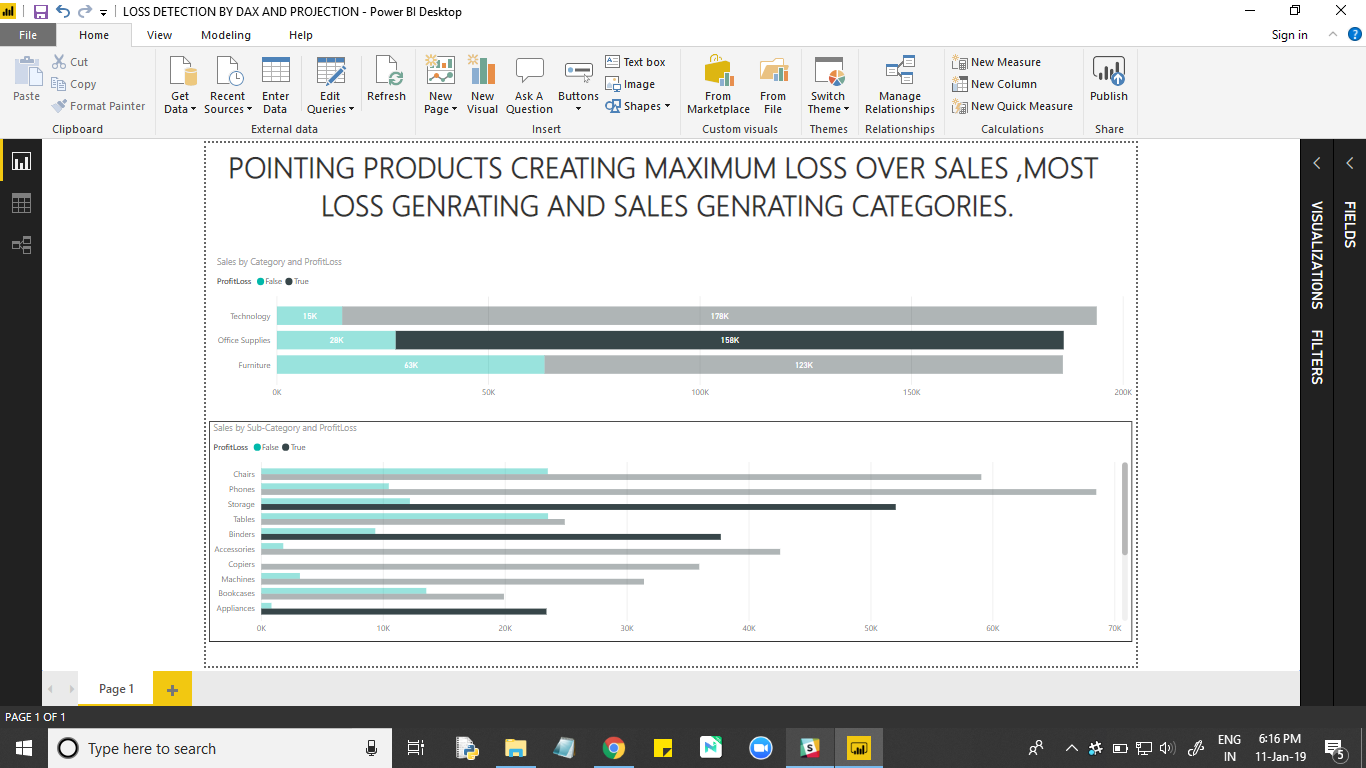 LOSS DETECTION BY DAX AND PROJECTION - Power BI Desktop
File Home View Modeling Help Sign in
Paste Cut Copy Format Painter
Clipboard
Get Data Recent Sources Enter Data Edit Queries Refresh
External data
New Page New Visual Ask A Question Buttons Text box Image Shapes
Insert
From Marketplace From File
Custom visuals
Switch Theme
Themes
Manage Relationships
Relationships
New Measure New Column New Quick Measure
Calculations
Publish
Share
POINTING PRODUCTS CREATING MAXIMUM LOSS OVER SALES ,MOST
LOSS GENRATING AND SALES GENRATING CATEGORIES.
Sales by Category and ProfitLoss
ProfitLoss False True
Technology 15K 178K
Office Supplies 28K 158K
Furniture 63K 123K
0K 50K 100K 150K 200K
Sales by Sub-Category and ProfitLoss
ProfitLoss False True
Chairs
Phones
Storage
Tables
Binders
Accessories
Copiers
Machines
Bookcases
Appliances
0K 10K 20K 30K 40K 50K 60K 70K
VISUALIZATIONS
FILTERS
FIELDS
Page 1
PAGE 1 OF 1
Type here to search
ENG 6:16 PM
IN 11-Jan-19
5